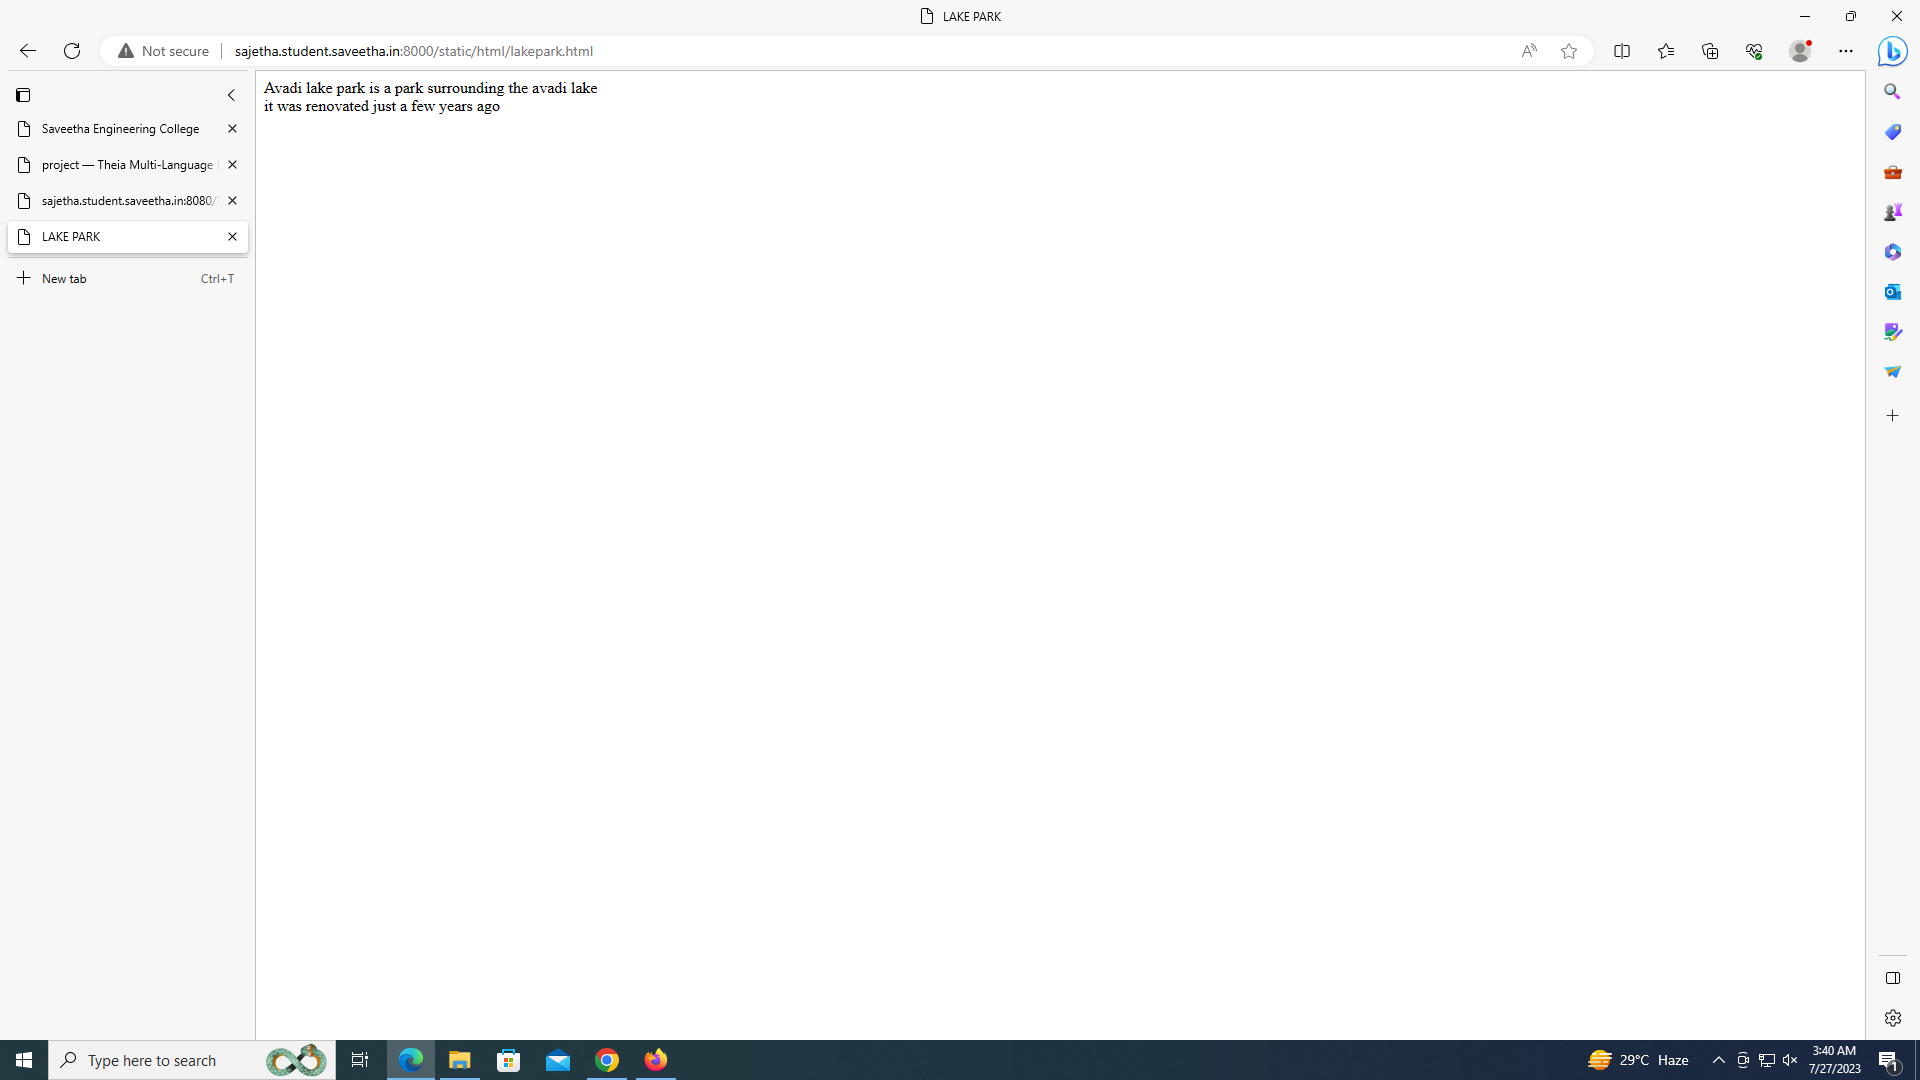 LAKE PARK
Not secure
sajetha.student.saveetha.in:8000/static/html/lakepark.html
Saveetha Engineering College
project — Theia Multi-Language
sajetha.student.saveetha.in:8080/
LAKE PARK
New tab Ctrl+T
Avadi lake park is a park surrounding the avadi lake
it was renovated just a few years ago
Type here to search
29°C Haze
3:40 AM
7/27/2023
1